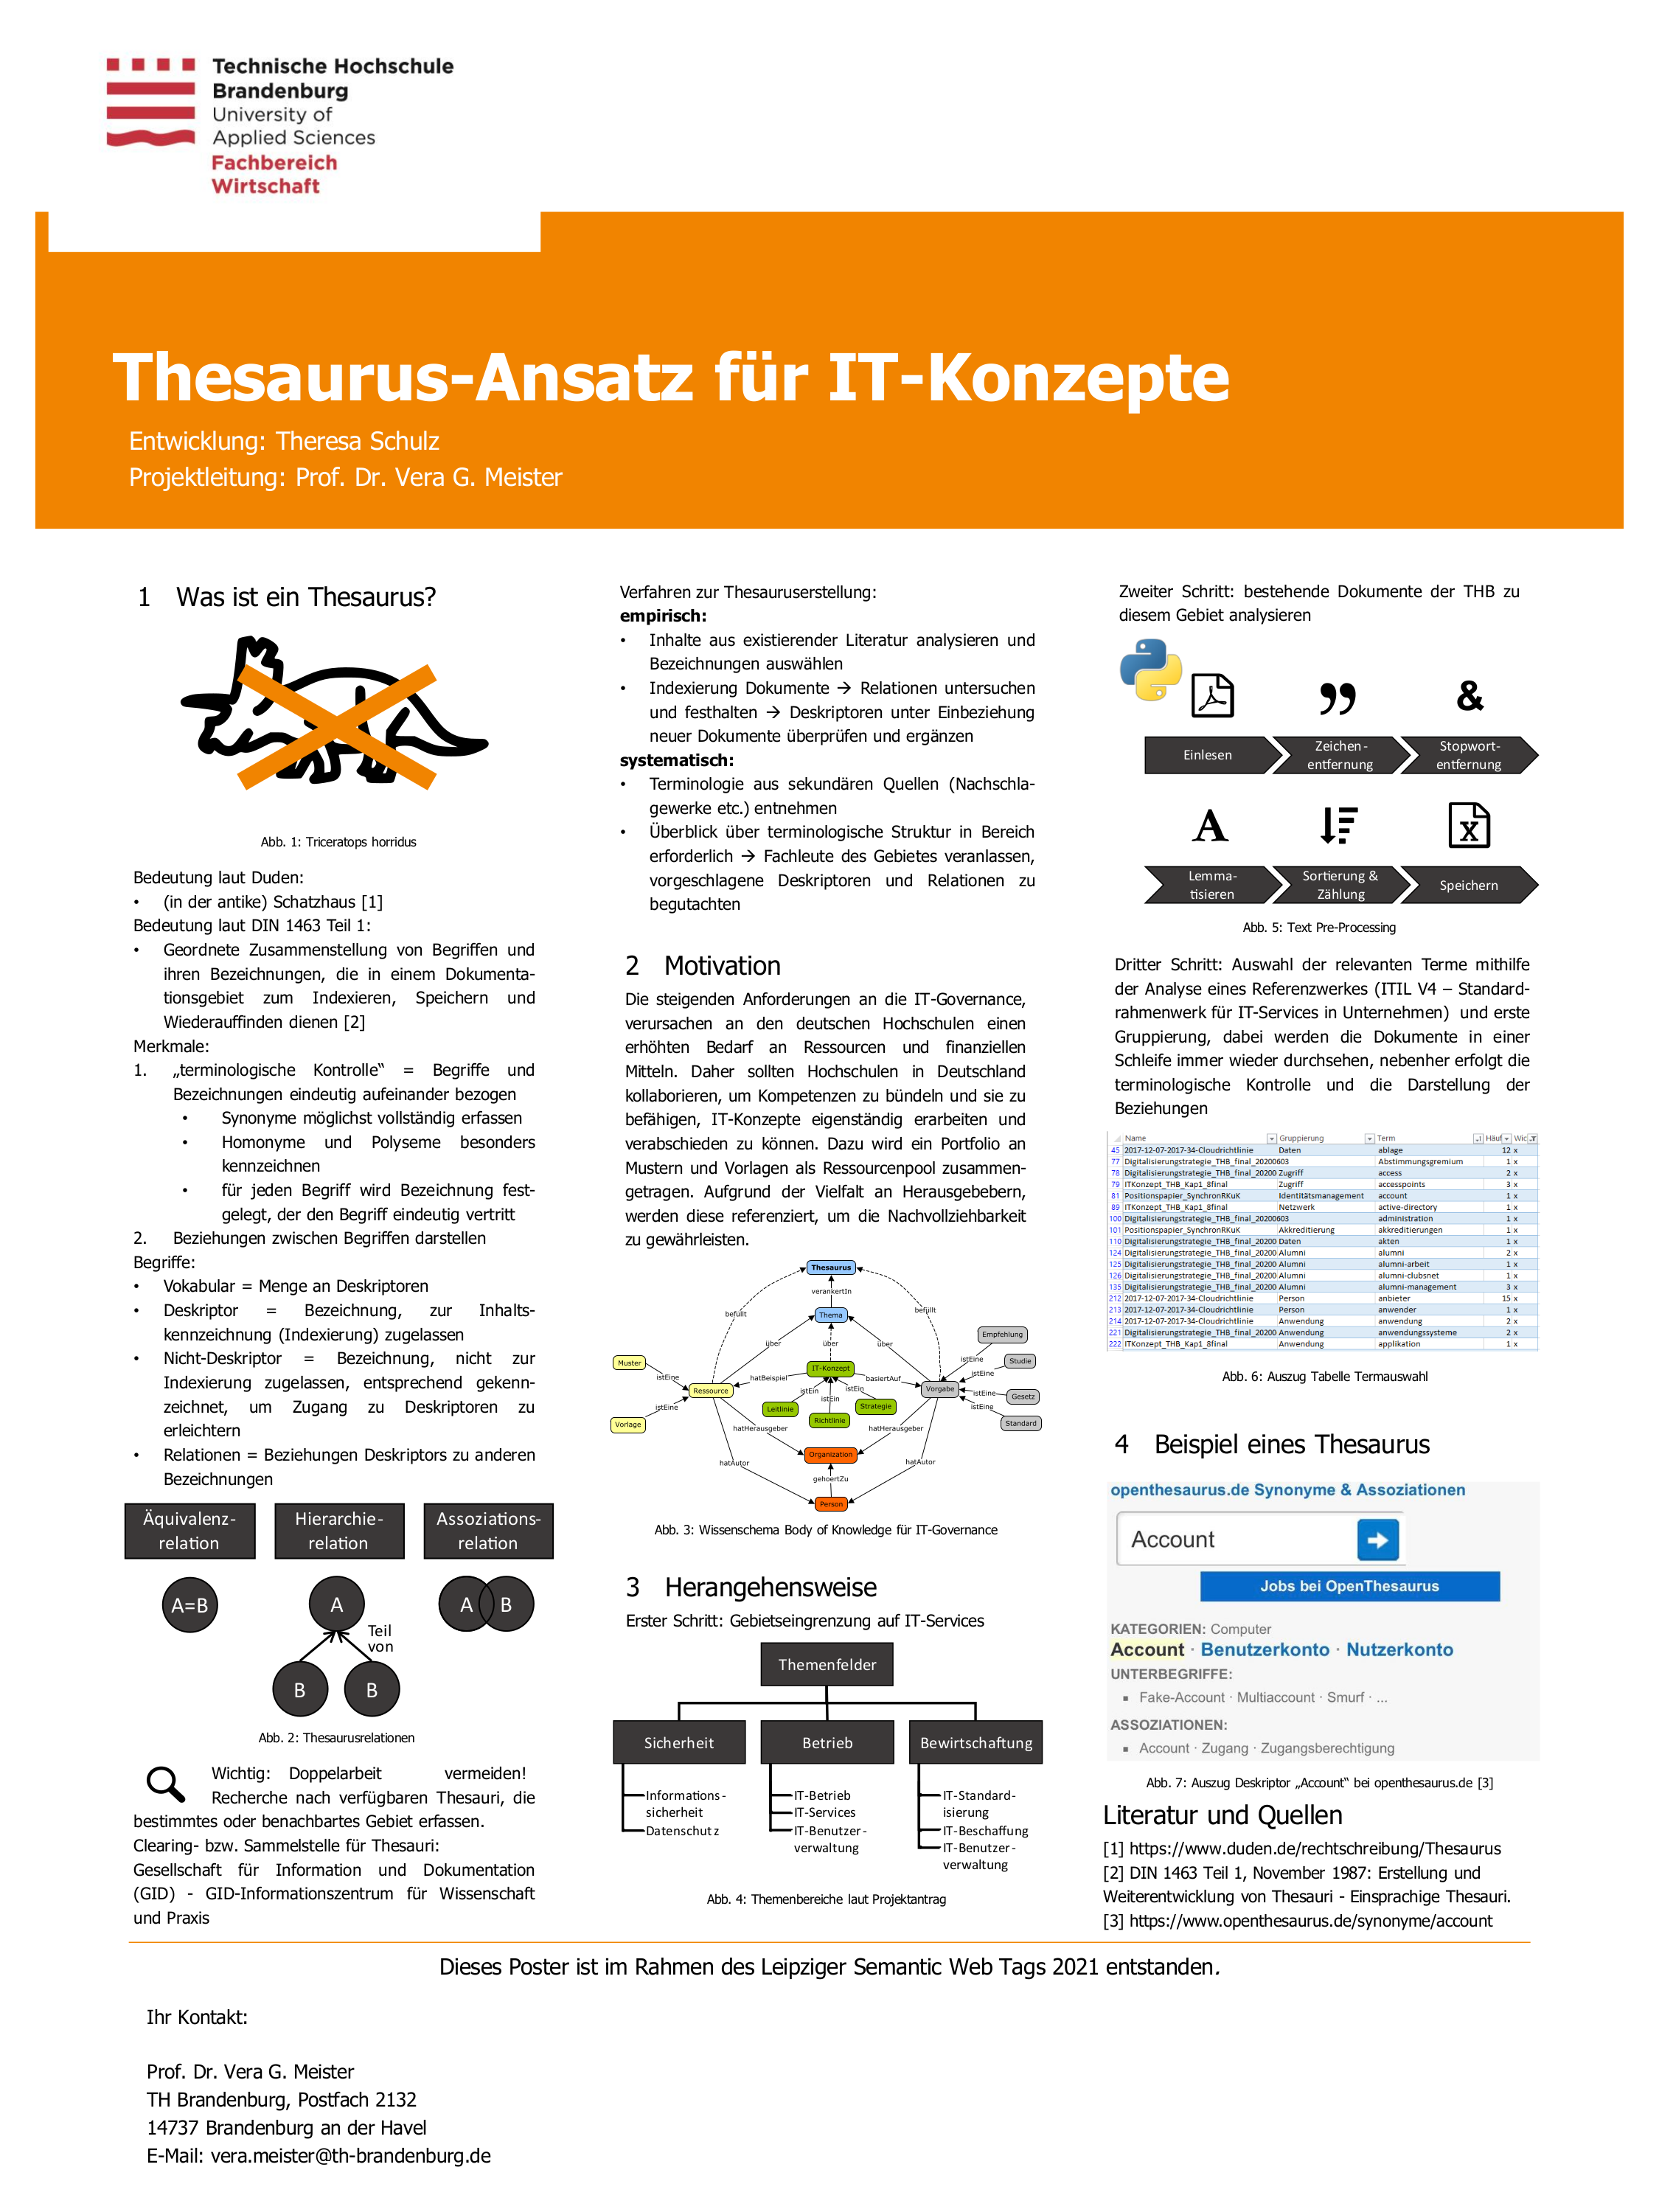 Technische Hochschule
Brandenburg
University of
Applied Sciences
Fachbereich
Wirtschaft
Thesaurus-Ansatz für IT-Konzepte
Entwicklung: Theresa Schulz
Projektleitung: Prof. Dr. Vera G. Meister
1 Was ist ein Thesaurus?
Abb. 1: Triceratops horridus
Bedeutung laut Duden:
• (in der antike) Schatzhaus [1]
Bedeutung laut DIN 1463 Teil 1:
• Geordnete Zusammenstellung von Begriffen und
ihren Bezeichnungen, die in einem Dokumenta-
tionsgebiet zum Indexieren, Speichern und
Wiederauffinden dienen [2]
Merkmale:
1. „terminologische Kontrolle“ = Begriffe und
Bezeichnungen eindeutig aufeinander bezogen
• Synonyme möglichst vollständig erfassen
• Homonyme und Polyseme besonders
kennzeichnen
• für jeden Begriff wird Bezeichnung fest-
gelegt, der den Begriff eindeutig vertritt
2. Beziehungen zwischen Begriffen darstellen
Begriffe:
• Vokabular = Menge an Deskriptoren
• Deskriptor = Bezeichnung, zur Inhalts-
kennzeichnung (Indexierung) zugelassen
• Nicht-Deskriptor = Bezeichnung, nicht zur
Indexierung zugelassen, entsprechend gekenn-
zeichnet, um Zugang zu Deskriptoren zu
erleichtern
• Relationen = Beziehungen Deskriptors zu anderen
Bezeichnungen
Äquivalenz-
relation
Hierarchie-
relation
Assoziations-
relation
A=B
A
Teil
von
B
B
A
B
Abb. 2: Thesaurusrelationen
Wichtig: Doppelarbeit vermeiden!
Recherche nach verfügbaren Thesauri, die
bestimmtes oder benachbartes Gebiet erfassen.
Clearing- bzw. Sammelstelle für Thesauri:
Gesellschaft für Information und Dokumentation
(GID) - GID-Informationszentrum für Wissenschaft
und Praxis
Verfahren zur Thesauruserstellung:
empirisch:
• Inhalte aus existierender Literatur analysieren und
Bezeichnungen auswählen
• Indexierung Dokumente → Relationen untersuchen
und festhalten → Deskriptoren unter Einbeziehung
neuer Dokumente überprüfen und ergänzen
systematisch:
• Terminologie aus sekundären Quellen (Nachschla-
gewerke etc.) entnehmen
• Überblick über terminologische Struktur in Bereich
erforderlich → Fachleute des Gebietes veranlassen,
vorgeschlagene Deskriptoren und Relationen zu
begutachten
2 Motivation
Die steigenden Anforderungen an die IT-Governance,
verursachen an den deutschen Hochschulen einen
erhöhten Bedarf an Ressourcen und finanziellen
Mitteln. Daher sollten Hochschulen in Deutschland
kollaborieren, um Kompetenzen zu bündeln und sie zu
befähigen, IT-Konzepte eigenständig erarbeiten und
verabschieden zu können. Dazu wird ein Portfolio an
Mustern und Vorlagen als Ressourcenpool zusammen-
getragen. Aufgrund der Vielfalt an Herausgebebern,
werden diese referenziert, um die Nachvollziehbarkeit
zu gewährleisten.
Thesaurus
verankertIn
befüllt
befüllt
Thema
über
über
über
Empfehlung
Muster
istEine
IT-Konzept
istEine
Studie
istEine
hatBeispiel
basiertAuf
Ressource
Vorgabe
istEin
istEin
istEin
istEine
Gesetz
Leitlinie
Strategie
istEine
istEine
Vorlage
Richtlinie
Standard
hatHerausgeber
hatHerausgeber
Organization
hatAutor
hatAutor
gehoertZu
Person
Abb. 3: Wissenschema Body of Knowledge für IT-Governance
3 Herangehensweise
Erster Schritt: Gebietseingrenzung auf IT-Services
Themenfelder
Sicherheit
Betrieb
Bewirtschaftung
Informations-
sicherheit
Datenschutz
IT-Betrieb
IT-Services
IT-Benutzer-
verwaltung
IT-Standard-
isierung
IT-Beschaffung
IT-Benutzer-
verwaltung
Abb. 4: Themenbereiche laut Projektantrag
Zweiter Schritt: bestehende Dokumente der THB zu
diesem Gebiet analysieren
&
Einlesen
Zeichen-
entfernung
Stopwort-
entfernung
A
X
Lemma-
tisieren
Sortierung &
Zählung
Speichern
Abb. 5: Text Pre-Processing
Dritter Schritt: Auswahl der relevanten Terme mithilfe
der Analyse eines Referenzwerkes (ITIL V4 – Standard-
rahmenwerk für IT-Services in Unternehmen) und erste
Gruppierung, dabei werden die Dokumente in einer
Schleife immer wieder durchsehen, nebenher erfolgt die
terminologische Kontrolle und die Darstellung der
Beziehungen
Name Gruppierung Term Häuf Wic
45 2017-12-07-2017-34-Cloudrichtlinie Daten ablage 12 x
77 Digitalisierungstrategie_THB_final_20200603 Abstimmungsgremium 1 x
78 Digitalisierungstrategie_THB_final_20200 Zugriff access 2 x
79 ITKonzept_THB_Kap1_8final Zugriff accesspoints 3 x
81 Positionspapier_SynchronRKuK Identitätsmanagement account 1 x
89 ITKonzept_THB_Kap1_8final Netzwerk active-directory 1 x
100 Digitalisierungstrategie_THB_final_20200603 administration 1 x
101 Positionspapier_SynchronRKuK Akkreditierung akkreditierungen 1 x
110 Digitalisierungstrategie_THB_final_20200 Daten akten 1 x
124 Digitalisierungstrategie_THB_final_20200 Alumni alumni 2 x
125 Digitalisierungstrategie_THB_final_20200 Alumni alumni-arbeit 1 x
126 Digitalisierungstrategie_THB_final_20200 Alumni alumni-clubsnet 1 x
135 Digitalisierungstrategie_THB_final_20200 Alumni alumni-management 3 x
212 2017-12-07-2017-34-Cloudrichtlinie Person anbieter 15 x
213 2017-12-07-2017-34-Cloudrichtlinie Person anwender 1 x
214 2017-12-07-2017-34-Cloudrichtlinie Anwendung anwendung 2 x
221 Digitalisierungstrategie_THB_final_20200 Anwendung anwendungssysteme 2 x
222 ITKonzept_THB_Kap1_8final Anwendung applikation 1 x
Abb. 6: Auszug Tabelle Termauswahl
4 Beispiel eines Thesaurus
openthesaurus.de Synonyme & Assoziationen
Account
Jobs bei OpenThesaurus
KATEGORIEN: Computer
Account · Benutzerkonto · Nutzerkonto
UNTERBEGRIFFE:
▪ Fake-Account · Multiaccount · Smurf · ...
ASSOZIATIONEN:
▪ Account · Zugang · Zugangsberechtigung
Abb. 7: Auszug Deskriptor „Account“ bei openthesaurus.de [3]
Literatur und Quellen
[1] https://www.duden.de/rechtschreibung/Thesaurus
[2] DIN 1463 Teil 1, November 1987: Erstellung und
Weiterentwicklung von Thesauri - Einsprachige Thesauri.
[3] https://www.openthesaurus.de/synonyme/account
Dieses Poster ist im Rahmen des Leipziger Semantic Web Tags 2021 entstanden.
Ihr Kontakt:
Prof. Dr. Vera G. Meister
TH Brandenburg, Postfach 2132
14737 Brandenburg an der Havel
E-Mail: vera.meister@th-brandenburg.de